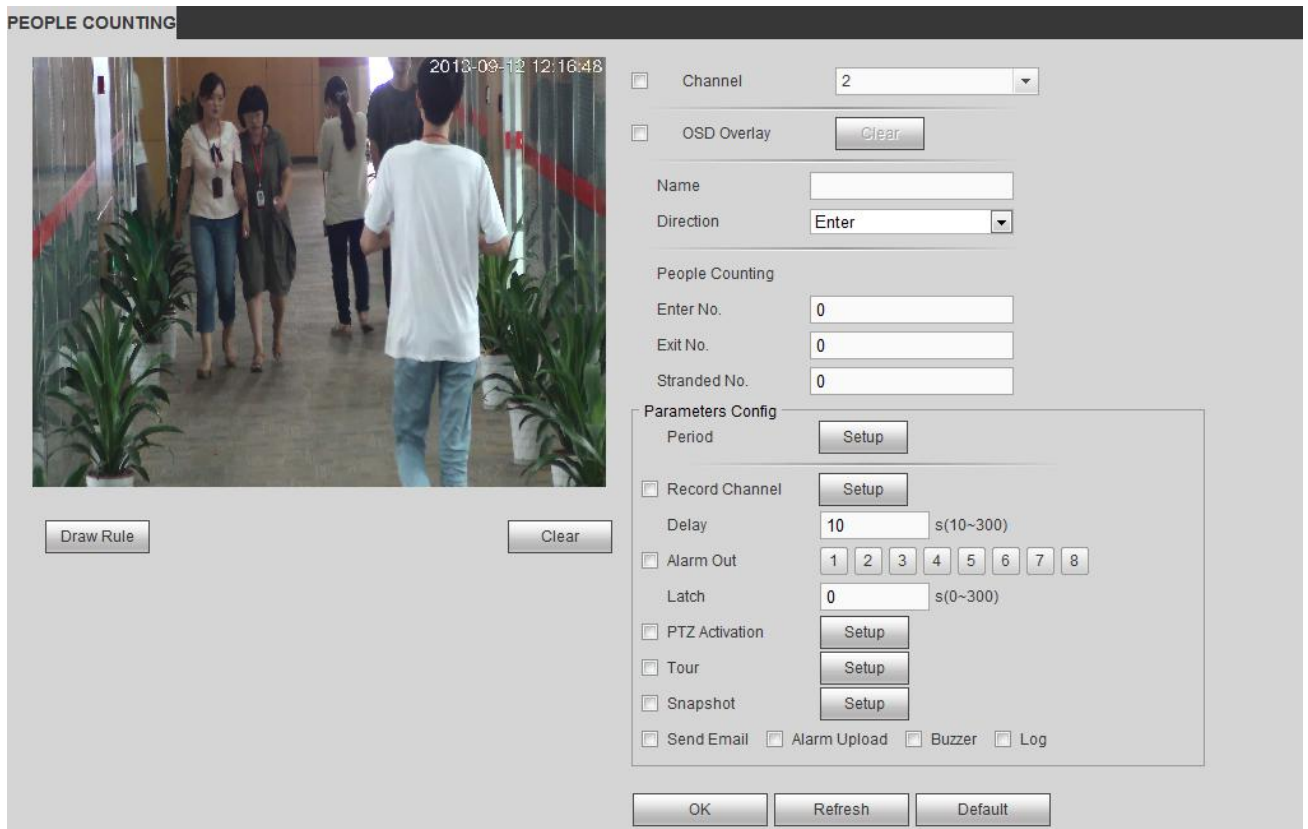 PEOPLE COUNTING
2013-09-12 12:16:48
Channel 2
OSD Overlay Clear
Name
Direction Enter
People Counting
Enter No. 0
Exit No. 0
Stranded No. 0
Parameters Config
Period Setup
Record Channel Setup
Draw Rule Clear
Delay 10 s(10~300)
Alarm Out 1 2 3 4 5 6 7 8
Latch 0 s(0~300)
PTZ Activation Setup
Tour Setup
Snapshot Setup
Send Email Alarm Upload Buzzer Log
OK Refresh Default